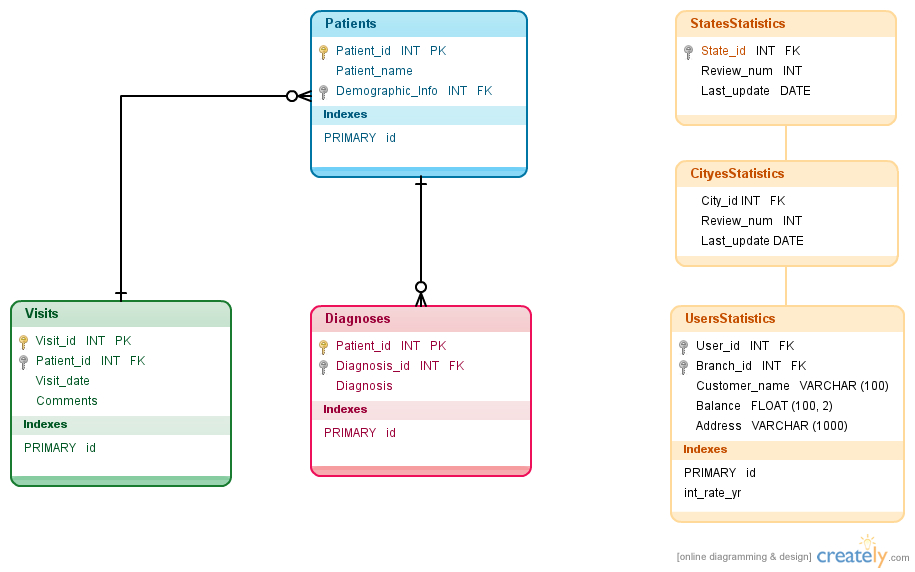 Patients
Patient_id INT PK
Patient_name
Demographic_Info INT FK
Indexes
PRIMARY id
StatesStatistics
State_id INT FK
Review_num INT
Last_update DATE
CityesStatistics
City_id INT FK
Review_num INT
Last_update DATE
Visits
Visit_id INT PK
Patient_id INT FK
Visit_date
Comments
Indexes
PRIMARY id
Diagnoses
Patient_id INT PK
Diagnosis_id INT FK
Diagnosis
Indexes
PRIMARY id
UsersStatistics
User_id INT FK
Branch_id INT FK
Customer_name VARCHAR (100)
Balance FLOAT (100, 2)
Address VARCHAR (1000)
Indexes
PRIMARY id
int_rate_yr
[online diagramming & design] creately.com